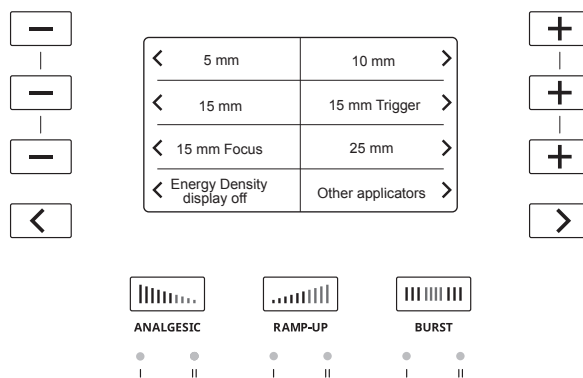 5 mm
10 mm
15 mm
15 mm Trigger
15 mm Focus
25 mm
Energy Density
display off
Other applicators
ANALGESIC
RAMP-UP
BURST
I II I II I II